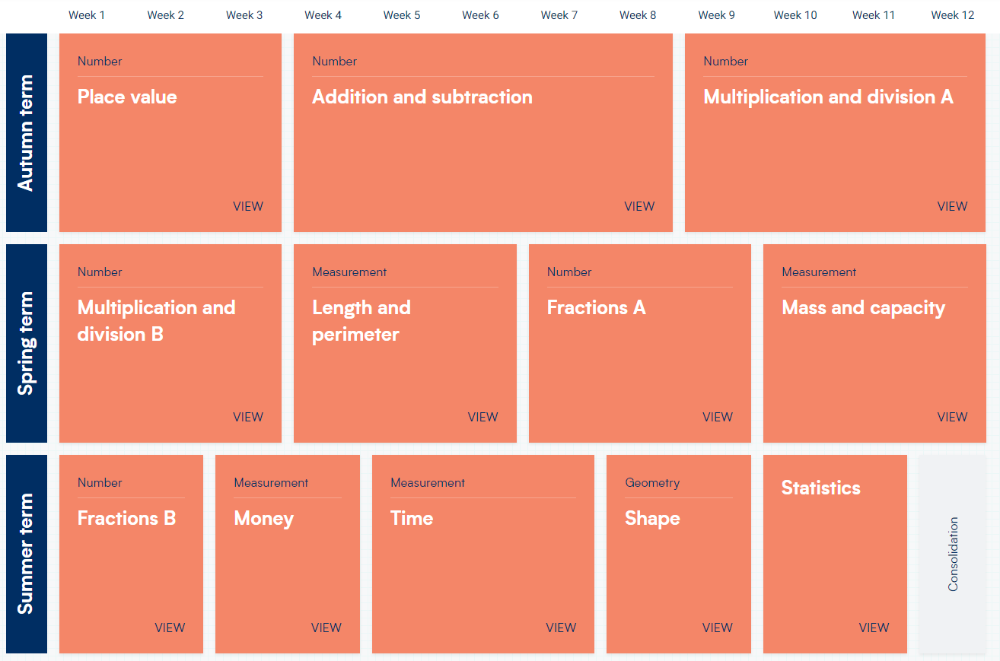 Week 1 Week 2 Week 3 Week 4 Week 5 Week 6 Week 7 Week 8 Week 9 Week 10 Week 11 Week 12
Autumn term
Number
Place value
VIEW
Number
Addition and subtraction
VIEW
Number
Multiplication and division A
VIEW
Spring term
Number
Multiplication and
division B
VIEW
Measurement
Length and
perimeter
VIEW
Number
Fractions A
VIEW
Measurement
Mass and capacity
VIEW
Summer term
Number
Fractions B
VIEW
Measurement
Money
VIEW
Measurement
Time
VIEW
Geometry
Shape
VIEW
Statistics
VIEW
Consolidation